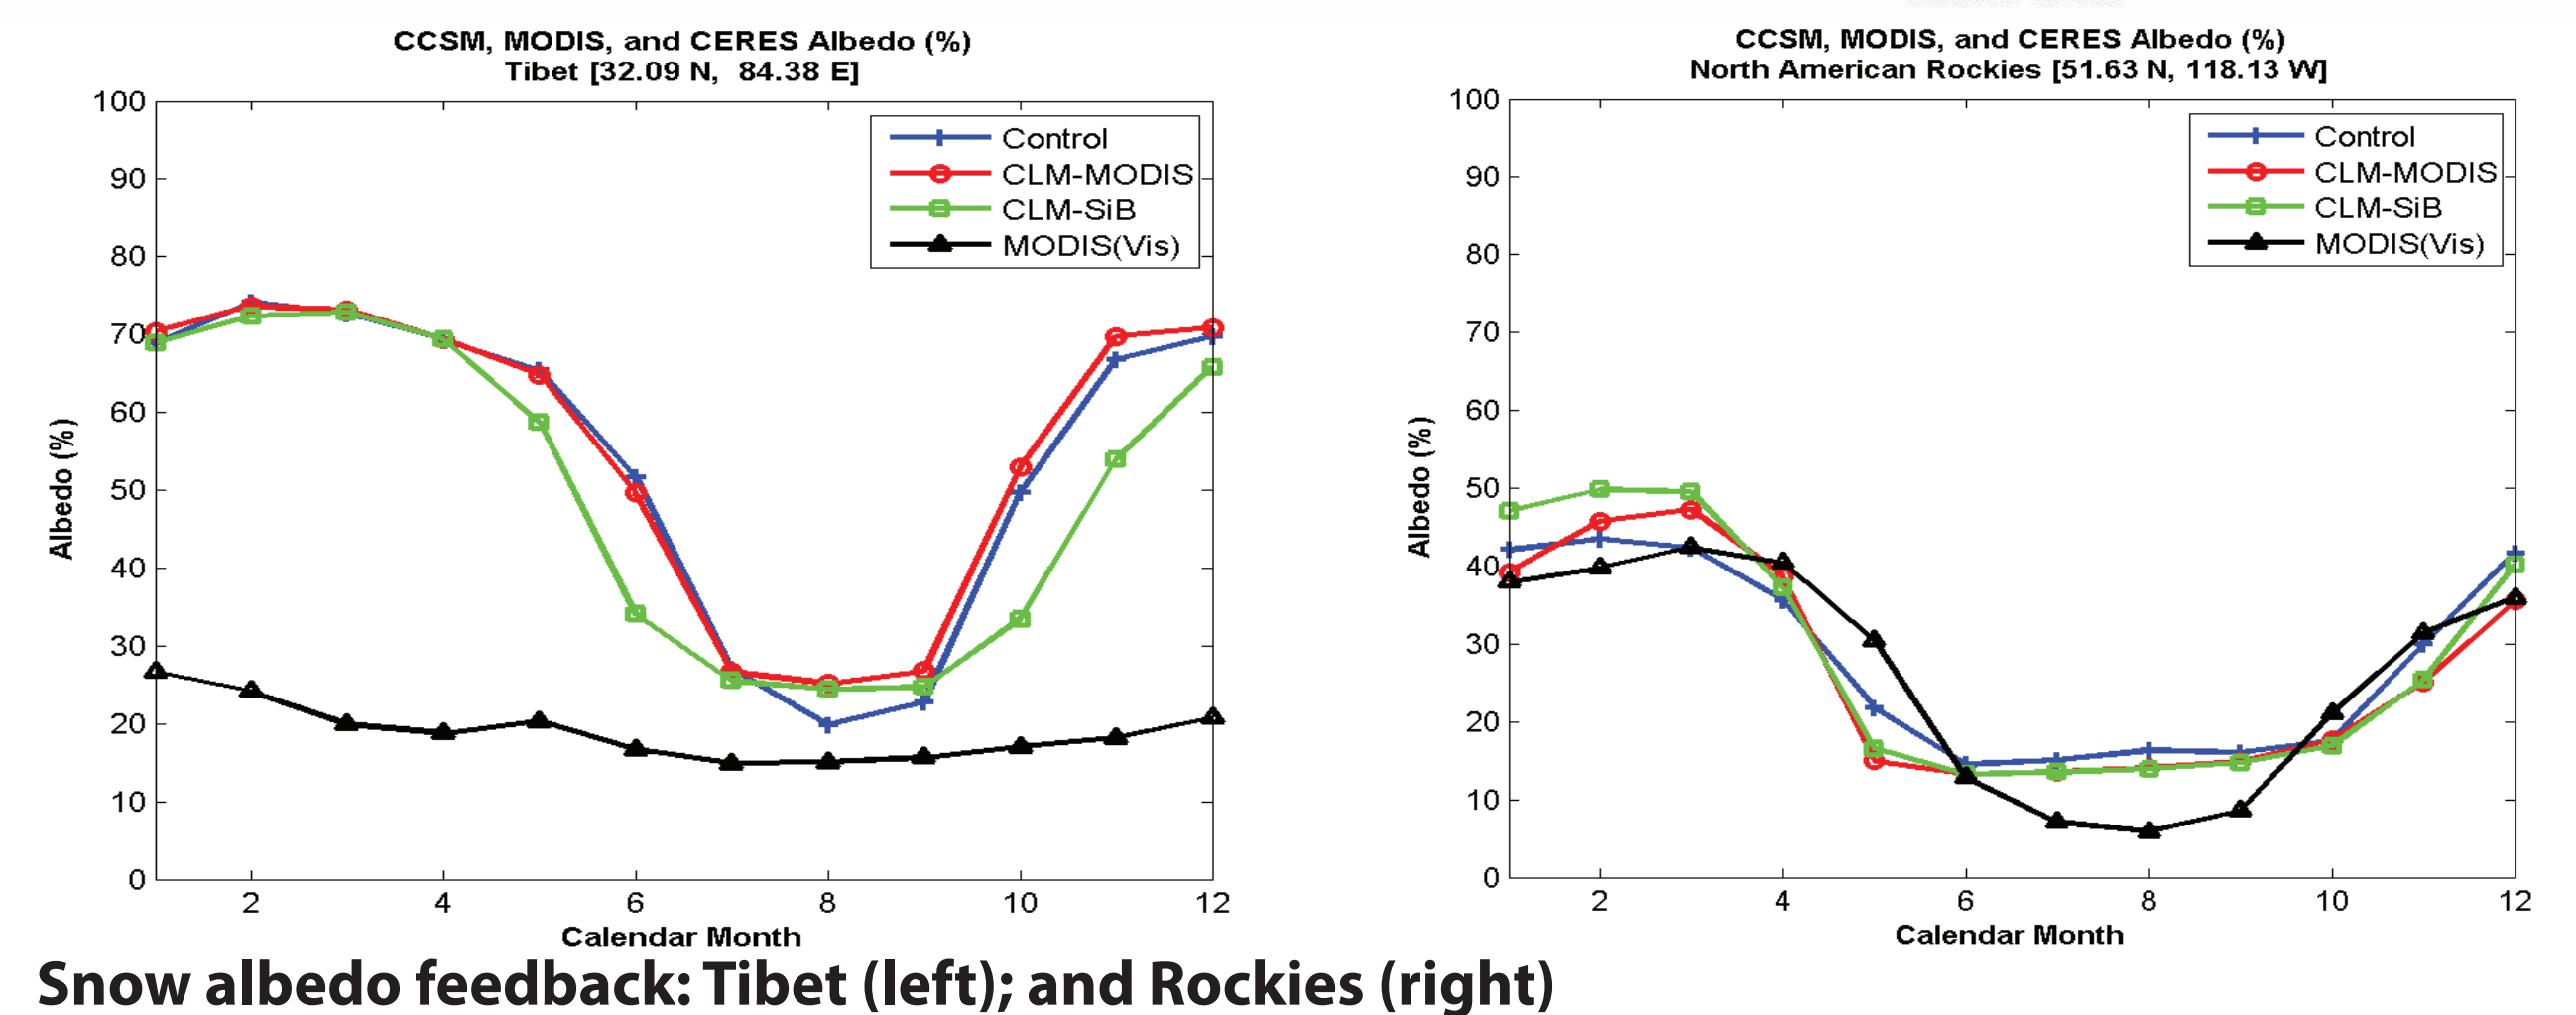 CCSM, MODIS, and CERES Albedo (%)
Tibet [32.09 N,  84.38 E]
100
90
80
70
60
50
40
30
20
10
0
Albedo (%)
Control
CLM-MODIS
CLM-SiB
MODIS(Vis)
2 4 6 8 10 12
Calendar Month
CCSM, MODIS, and CERES Albedo (%)
North American Rockies [51.63 N, 118.13 W]
100
90
80
70
60
50
40
30
20
10
0
Albedo (%)
Control
CLM-MODIS
CLM-SiB
MODIS(Vis)
2 4 6 8 10 12
Calendar Month
Snow albedo feedback: Tibet (left); and Rockies (right)